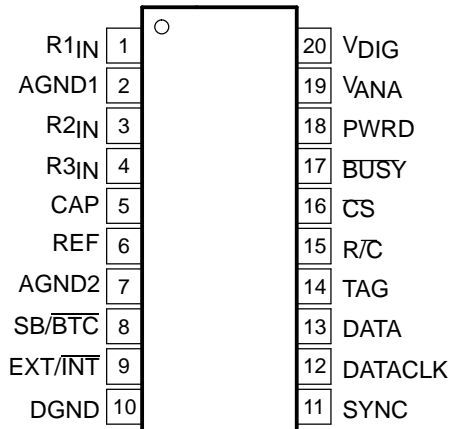 R1IN 1 20 VDIG
AGND1 2 19 VANA
R2IN 3 18 PWRD
R3IN 4 17 BUSY
CAP 5 16 CS
REF 6 15 R/C
AGND2 7 14 TAG
SB/BTC 8 13 DATA
EXT/INT 9 12 DATACLK
DGND 10 11 SYNC